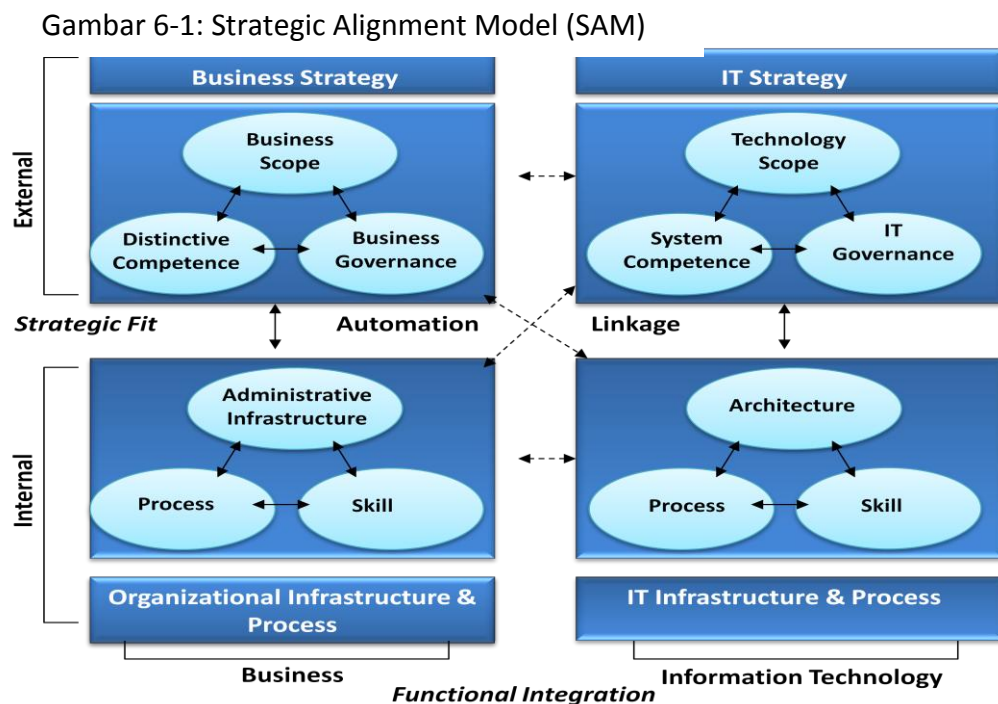 Gambar 6-1: Strategic Alignment Model (SAM)
Business Strategy
IT Strategy
External
Business
Scope
Distinctive
Competence
Business
Governance
Technology
Scope
System
Competence
IT
Governance
Strategic Fit
Automation
Linkage
Internal
Administrative
Infrastructure
Process
Skill
Architecture
Process
Skill
Organizational Infrastructure &
Process
IT Infrastructure & Process
Business
Information Technology
Functional Integration